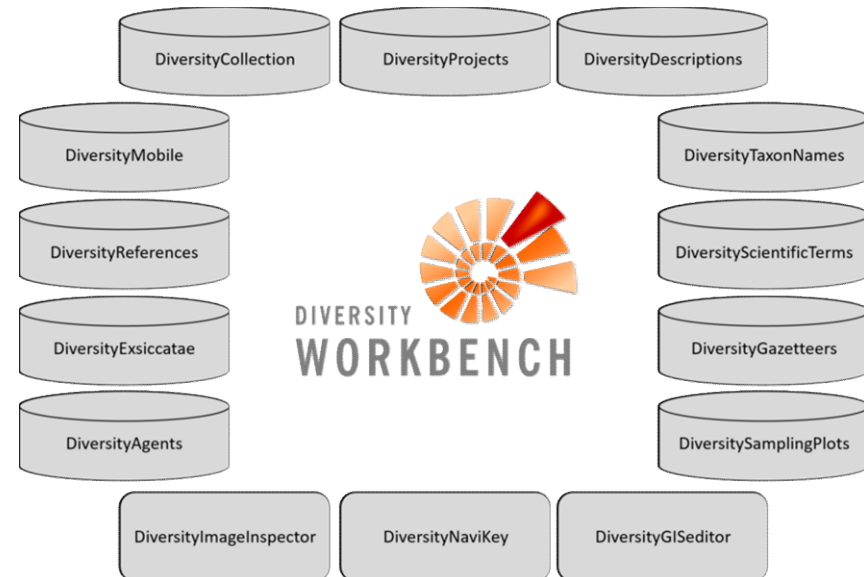 DiversityCollection
DiversityProjects
DiversityDescriptions
DiversityMobile
DiversityTaxonNames
DiversityReferences
DiversityScientificTerms
DIVERSITY
WORKBENCH
DiversityExsiccatae
DiversityGazetteers
DiversityAgents
DiversitySamplingPlots
DiversityImageInspector
DiversityNaviKey
DiversityGISeditor